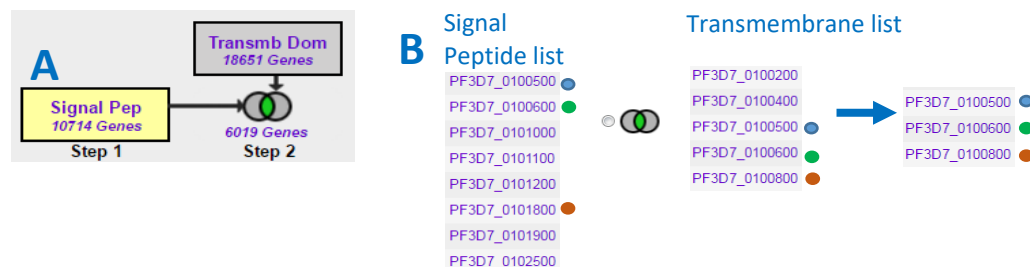 A
Transmb Dom
18651 Genes
Signal Pep
10714 Genes
6019 Genes
Step 1
Step 2
B
Signal
Peptide list
PF3D7_0100500
PF3D7_0100600
PF3D7_0101000
PF3D7_0101100
PF3D7_0101200
PF3D7_0101800
PF3D7_0101900
PF3D7_0102500
Transmembrane list
PF3D7_0100200
PF3D7_0100400
PF3D7_0100500
PF3D7_0100600
PF3D7_0100800
PF3D7_0100500
PF3D7_0100600
PF3D7_0100800